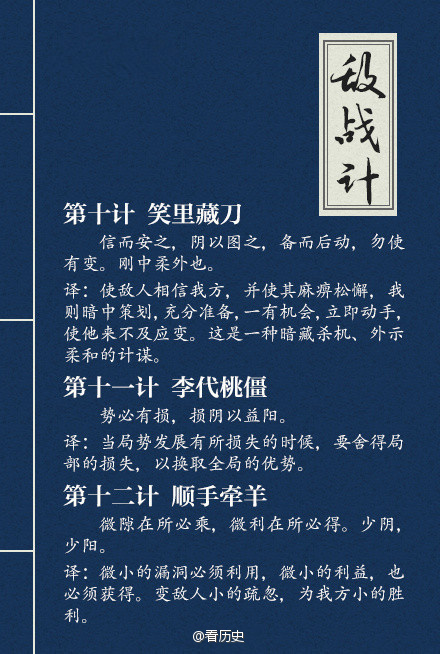 敌战计
第十计 笑里藏刀
信而安之，阴以图之，备而后动，勿使
有变。刚中柔外也。
译：使敌人相信我方，并使其麻痹松懈，我
则暗中策划，充分准备，一有机会，立即动手，
使他来不及应变。这是一种暗藏杀机、外示
柔和的计谋。
第十一计 李代桃僵
势必有损，损阴以益阳。
译：当局势发展有所损失的时候，要舍得局
部的损失，以换取全局的优势。
第十二计 顺手牵羊
微隙在所必乘，微利在所必得。少阴，
少阳。
译：微小的漏洞必须利用，微小的利益，也
必须获得。变敌人小的疏忽，为我方小的胜
利。
@看历史